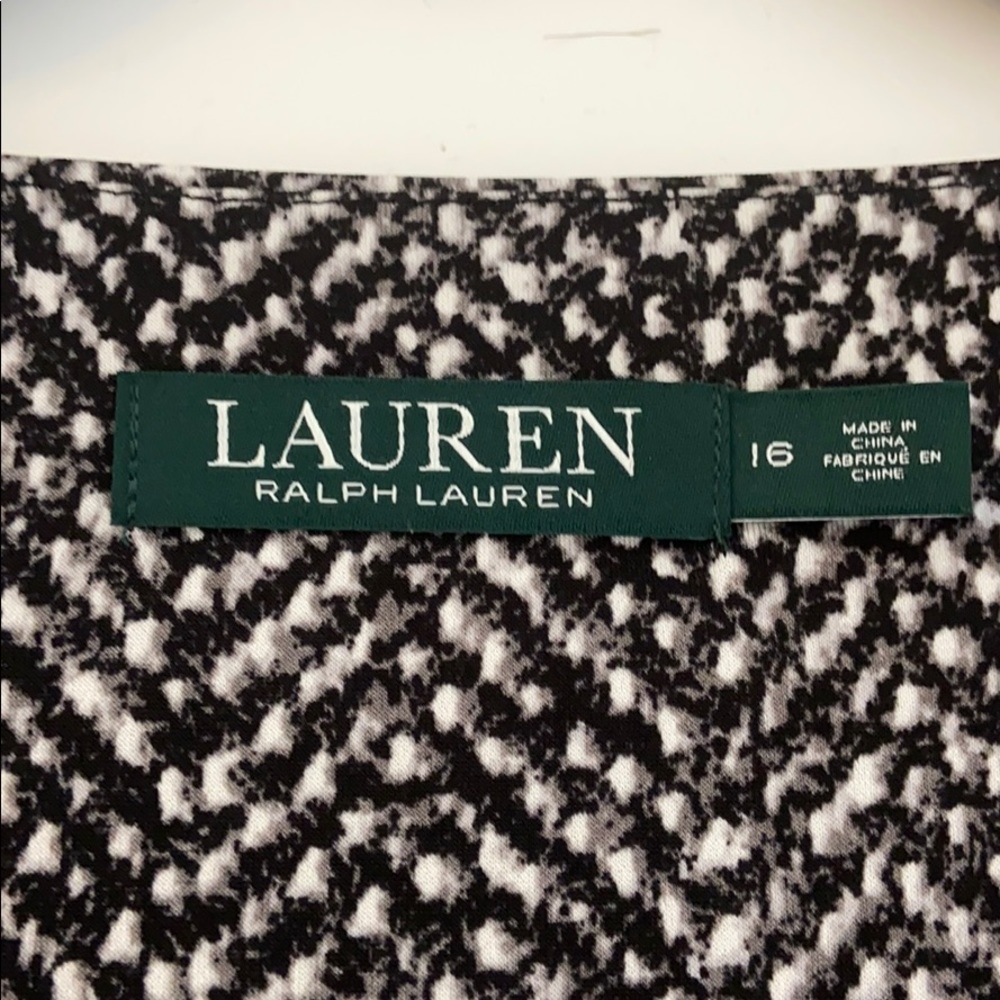 LAUREN
RALPH LAUREN
16
MADE IN
CHINA
FABRIQUÉ EN
CHINE